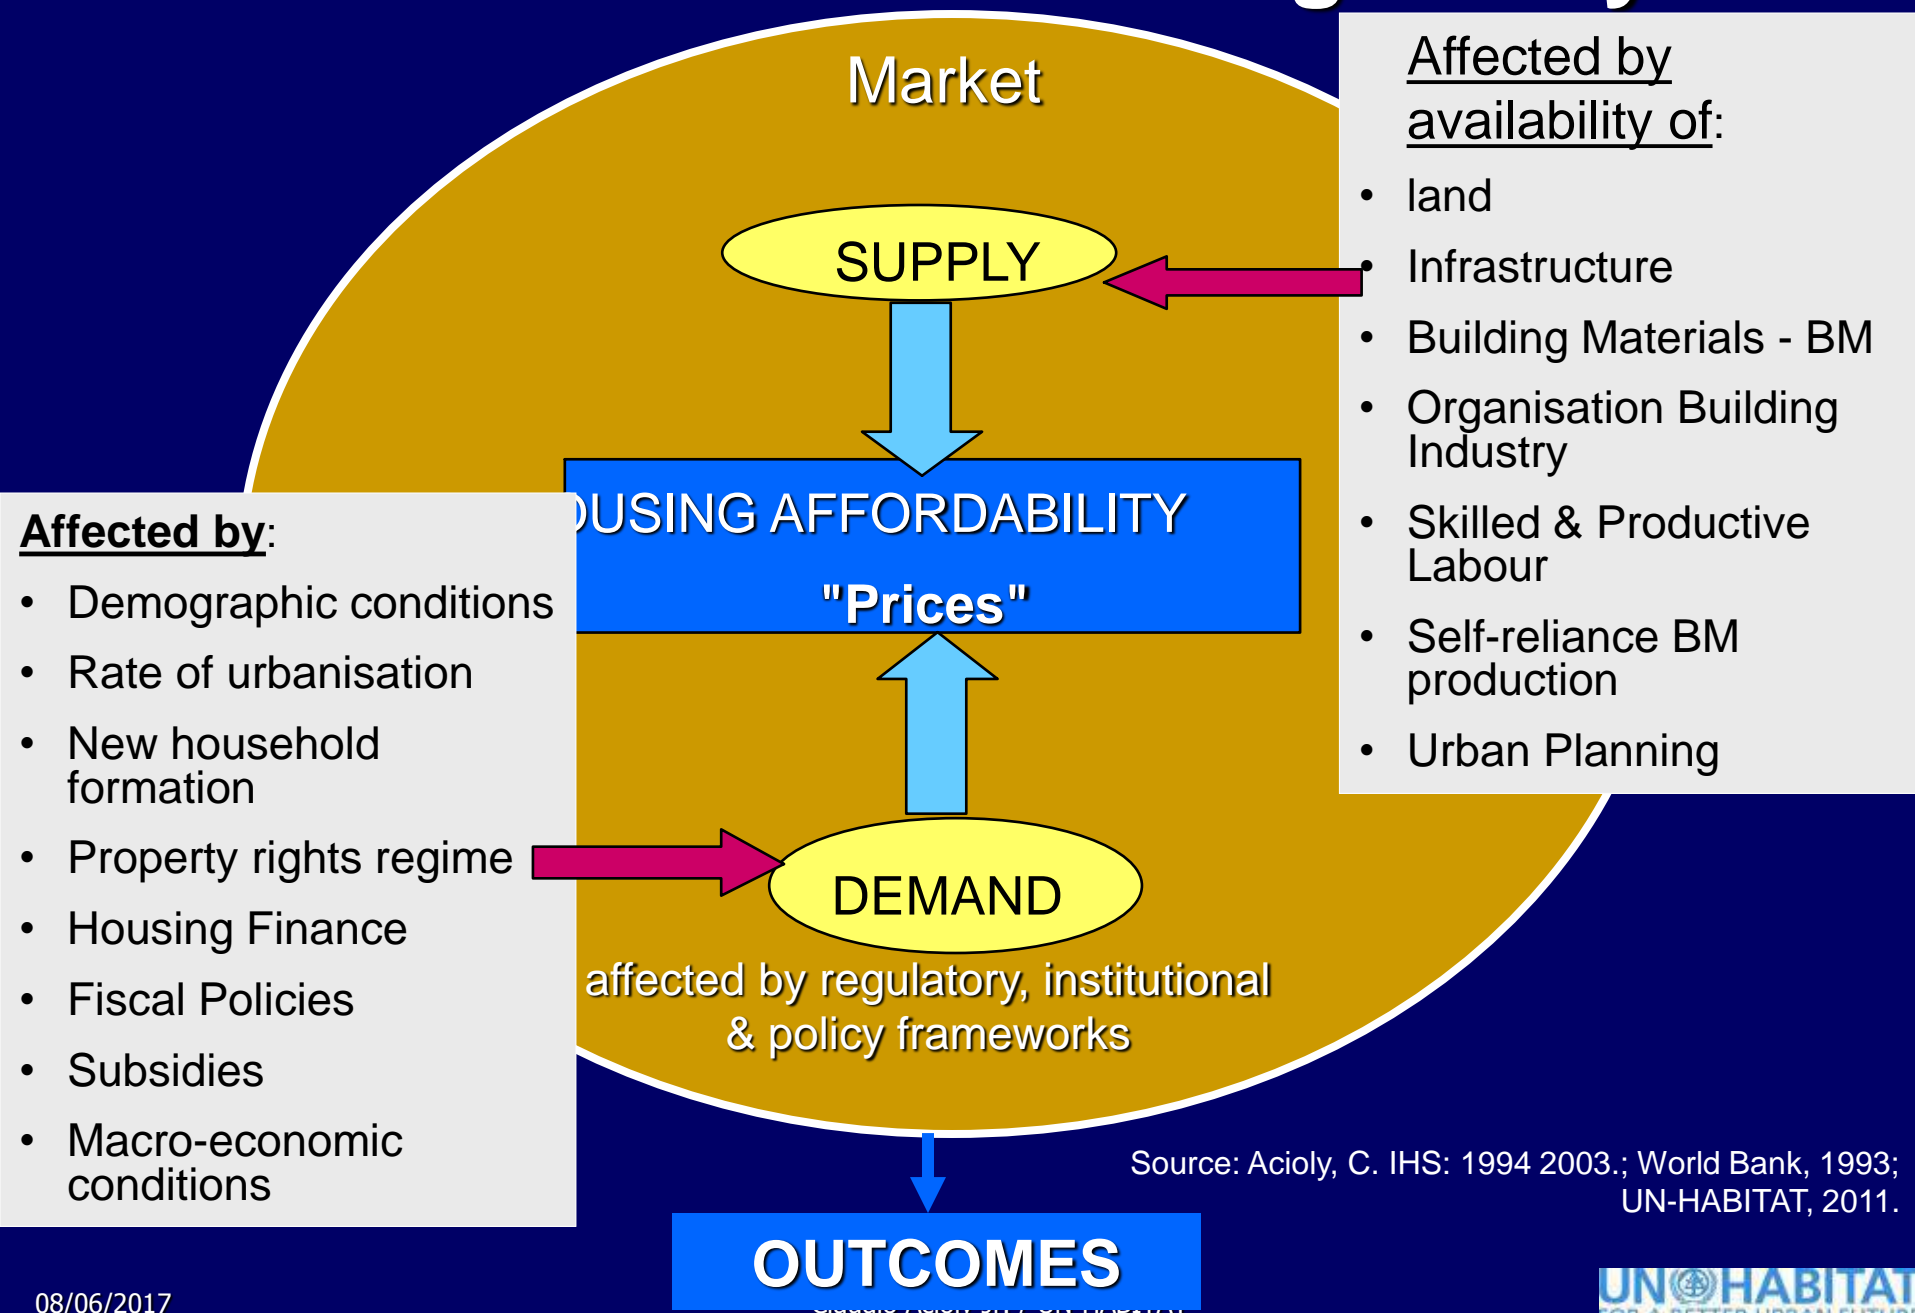 Market
SUPPLY
OUSING AFFORDABILITY
"Prices"
DEMAND
affected by regulatory, institutional
& policy frameworks
Affected by
availability of:
• land
• Infrastructure
• Building Materials - BM
• Organisation Building
Industry
• Skilled & Productive
Labour
• Self-reliance BM
production
• Urban Planning
Affected by:
• Demographic conditions
• Rate of urbanisation
• New household
formation
• Property rights regime
• Housing Finance
• Fiscal Policies
• Subsidies
• Macro-economic
conditions
Source: Acioly, C. IHS: 1994 2003.; World Bank, 1993;
UN-HABITAT, 2011.
OUTCOMES
08/06/2017
UN HABITAT